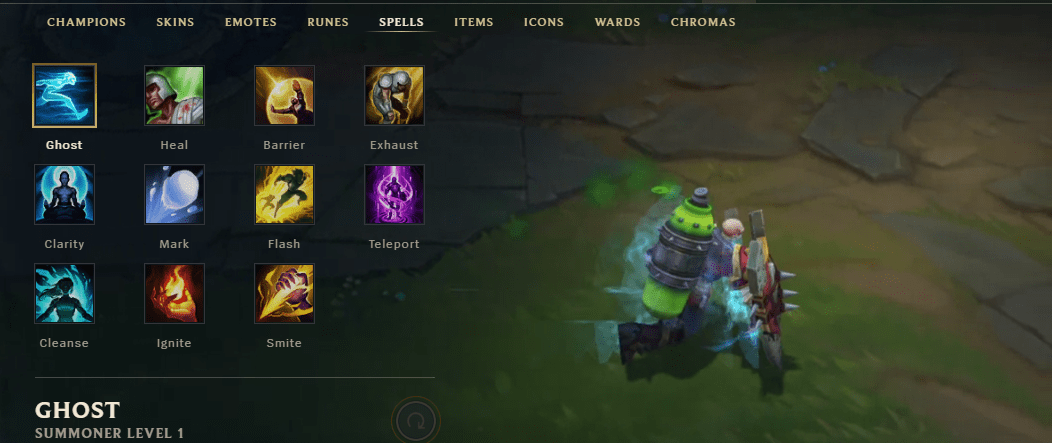 CHAMPIONS SKINS EMOTES RUNES SPELLS ITEMS ICONS WARDS CHROMAS
Ghost Heal Barrier Exhaust
Clarity Mark Flash Teleport
Cleanse Ignite Smite
GHOST
SUMMONER LEVEL 1